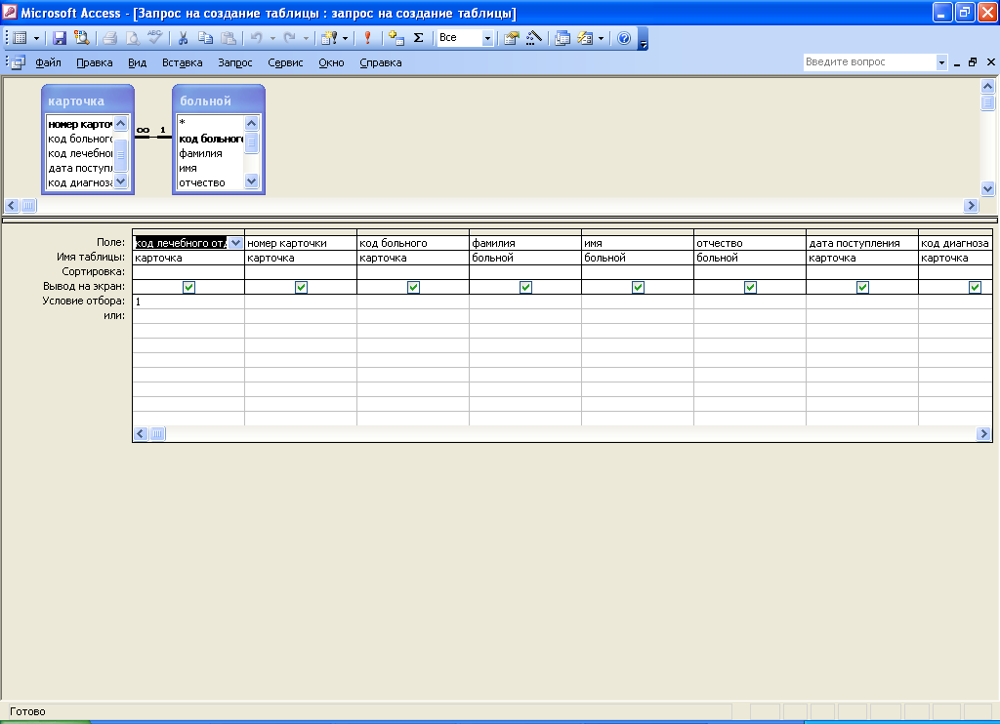 Microsoft Access - [Запрос на создание таблицы : запрос на создание таблицы]
Все
Файл Правка Вид Вставка Запрос Сервис Окно Справка Введите вопрос
карточка больной
номер карто ∞ 1 *
код больного код больного
код лечебно фамилия
дата поступл имя
код диагноза отчество
Поле: код лечебного отд номер карточки код больного фамилия имя отчество дата поступления код диагноза
Имя таблицы: карточка карточка карточка больной больной больной карточка карточка
Сортировка:
Вывод на экран:
Условие отбора: 1
или:
Готово